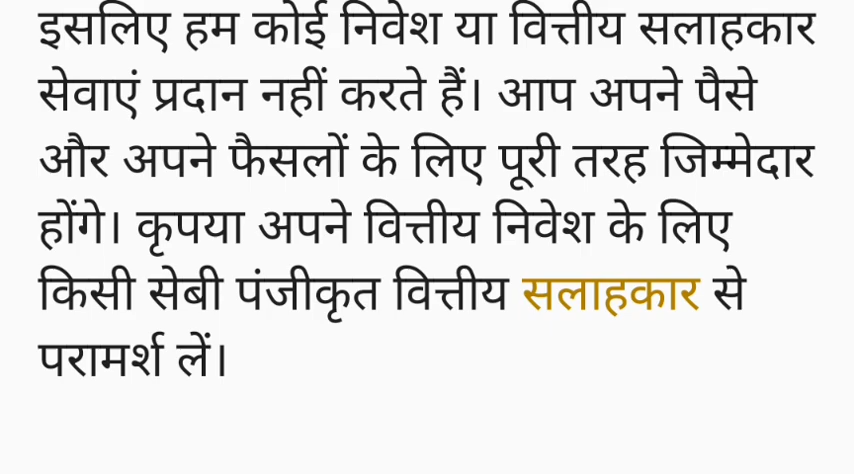 इसलिए हम कोई निवेश या वित्तीय सलाहकार
सेवाएं प्रदान नहीं करते हैं। आप अपने पैसे
और अपने फैसलों के लिए पूरी तरह जिम्मेदार
होंगे। कृपया अपने वित्तीय निवेश के लिए
किसी सेबी पंजीकृत वित्तीय सलाहकार से
परामर्श लें।